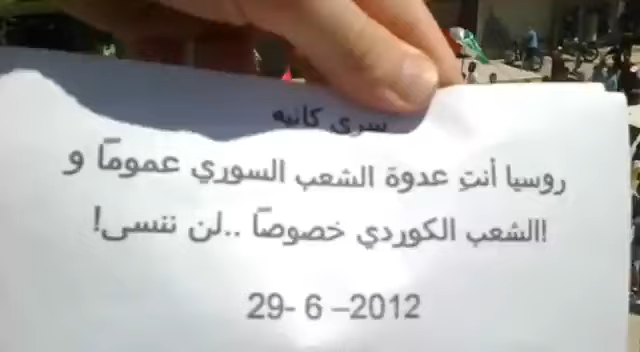 سري كانيه
روسيا أنتِ عدوة الشعب السوري عموماً و
الشعب الكوردي خصوصاً ..لن ننسى!!
29- 6 –2012